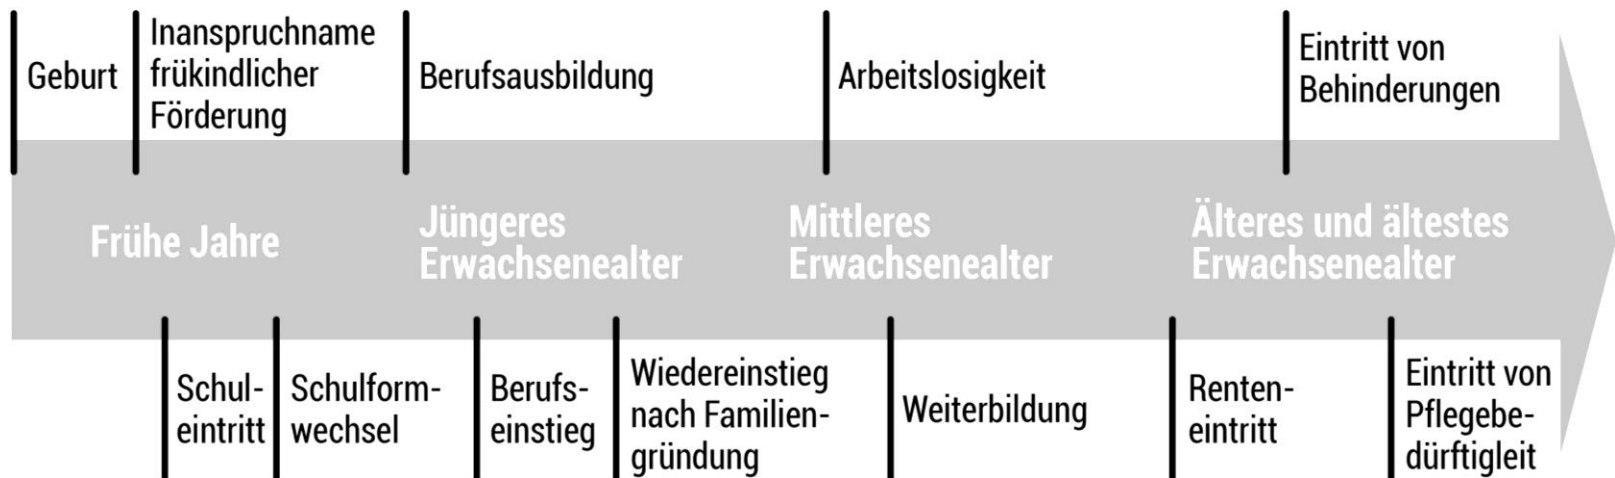 Geburt
Inanspruchname
frükindlicher
Förderung
Berufsausbildung
Arbeitslosigkeit
Eintritt von
Behinderungen
Frühe Jahre
Jüngeres
Erwachsenealter
Mittleres
Erwachsenealter
Älteres und ältestes
Erwachsenealter
Schul-
eintritt
Schulform-
wechsel
Berufs-
einstieg
Wiedereinstieg
nach Familien-
gründung
Weiterbildung
Renten-
eintritt
Eintritt von
Pflegebe-
dürftigleit